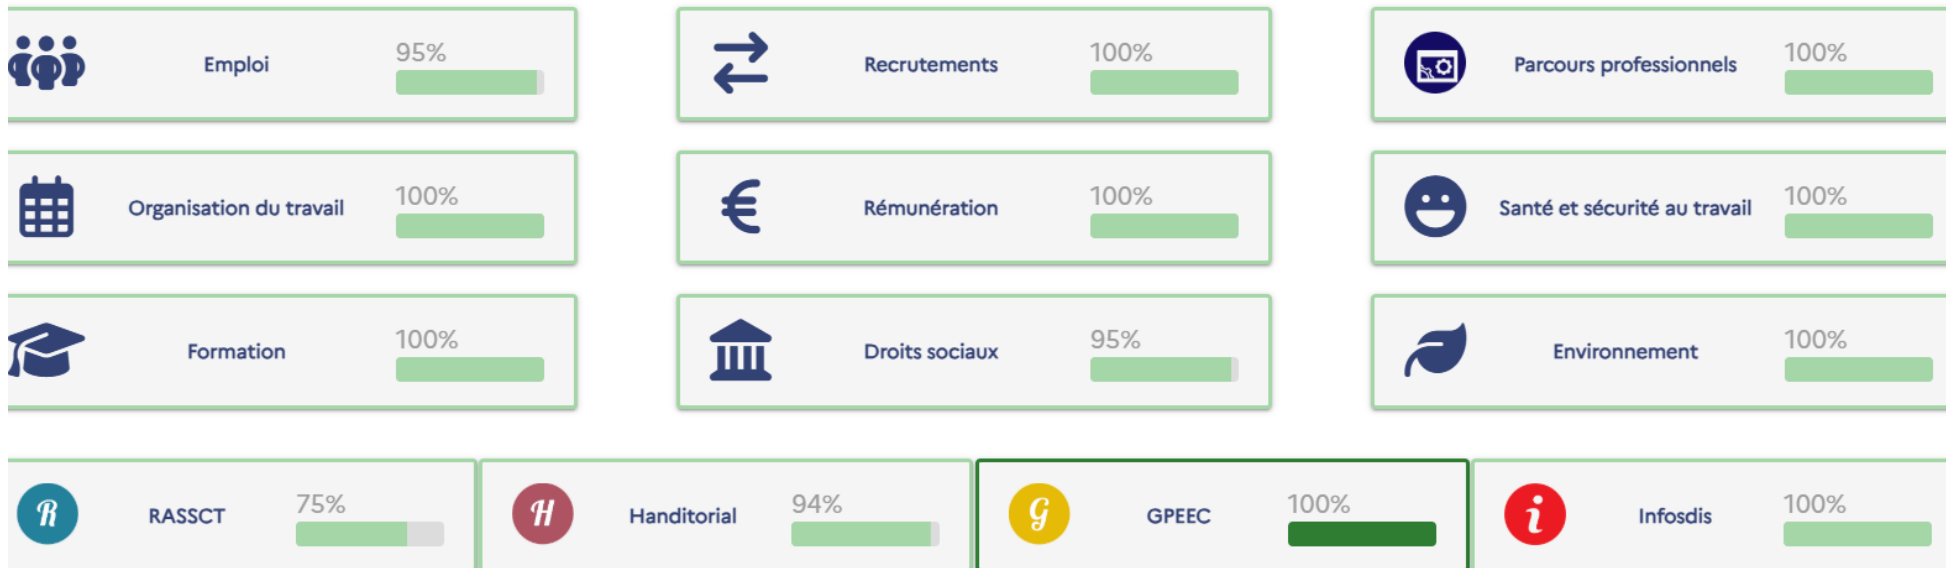 Emploi 95%
Recrutements 100%
Parcours professionnels 100%
Organisation du travail 100%
Rémunération 100%
Santé et sécurité au travail 100%
Formation 100%
Droits sociaux 95%
Environnement 100%
R RASSCT 75%
H Handitorial 94%
G GPEEC 100%
i Infosdis 100%